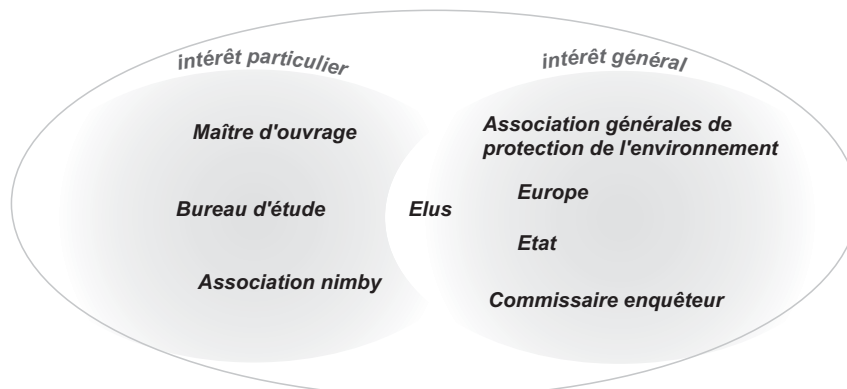 intérêt particulier
intérêt général
Maître d'ouvrage
Association générales de
protection de l'environnement
Bureau d'étude
Elus
Europe
Etat
Association nimby
Commissaire enquêteur